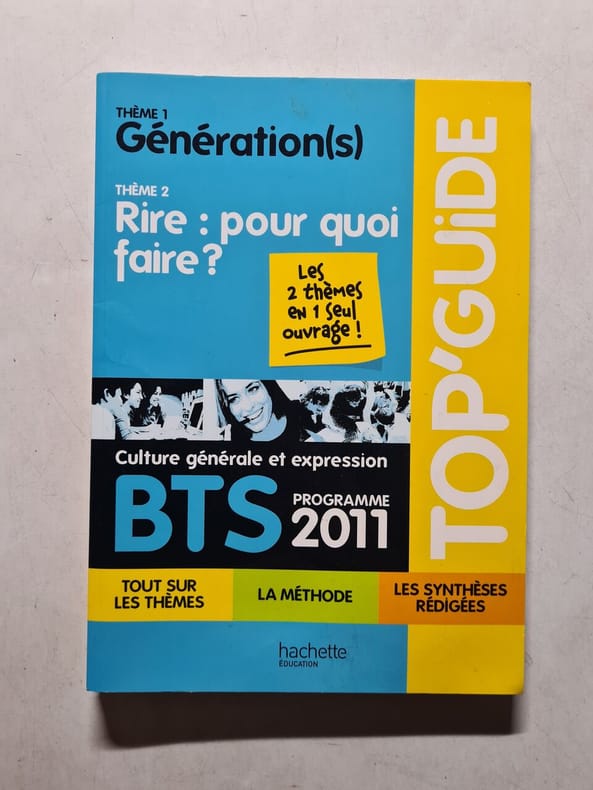 THÈME 1
Génération(s)
THÈME 2
Rire : pour quoi
faire ?
Les
2 thèmes
en 1 seul
ouvrage !
TOP'GUiDE
Culture générale et expression
BTS
PROGRAMME
2011
TOUT SUR
LES THÈMES
LA MÉTHODE
LES SYNTHÈSES
RÉDIGÉES
hachette
ÉDUCATION